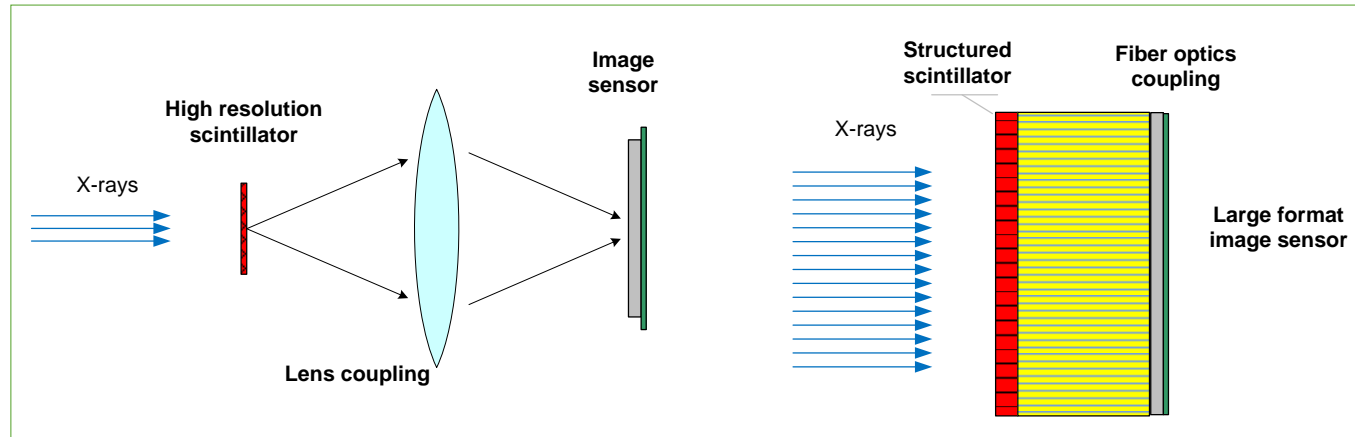 High resolution
scintillator
X-rays
Lens coupling
Image
sensor
Structured
scintillator
X-rays
Fiber optics
coupling
Large format
image sensor